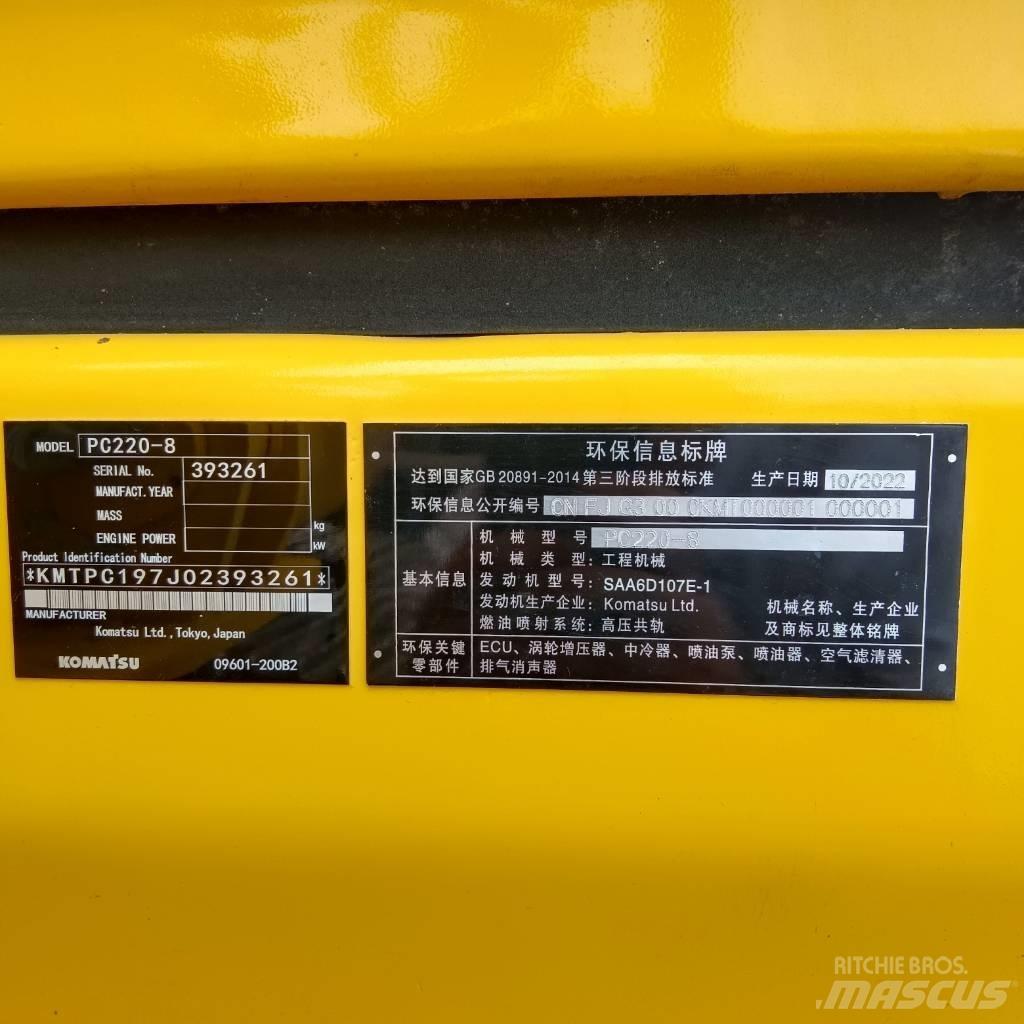 MODEL PC220-8
SERIAL No. 393261
MANUFACT. YEAR
MASS kg
ENGINE POWER kW
Product Identification Number
*KMTPC197J02393261*
MANUFACTURER
Komatsu Ltd., Tokyo, Japan
KOMATSU 09601-200B2
环保信息标牌
达到国家GB 20891-2014第三阶段排放标准 生产日期 10/2022
环保信息公开编号 CN FJ G3 00 0KMT000001 000001
机械型号 PC220-8
机械类型: 工程机械
基本信息 发动机型号: SAA6D107E-1
发动机生产企业: Komatsu Ltd. 机械名称、生产企业
燃油喷射系统: 高压共轨 及商标见整体铭牌
环保关键 ECU、涡轮增压器、中冷器、喷油泵、喷油器、空气滤清器、
零部件 排气消声器
RITCHIE BROS.
MASCUS